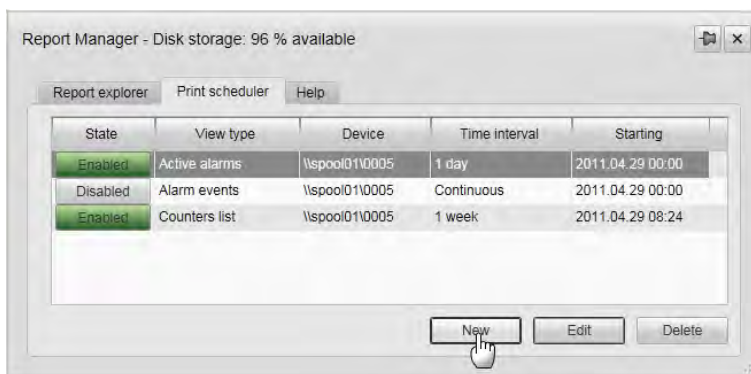 Report Manager - Disk storage: 96 % available
Report explorer Print scheduler Help
State View type Device Time interval Starting
Enabled Active alarms \\spool01\0005 1 day 2011.04.29 00:00
Disabled Alarm events \\spool01\0005 Continuous 2011.04.29 00:00
Enabled Counters list \\spool01\0005 1 week 2011.04.29 08:24
New Edit Delete